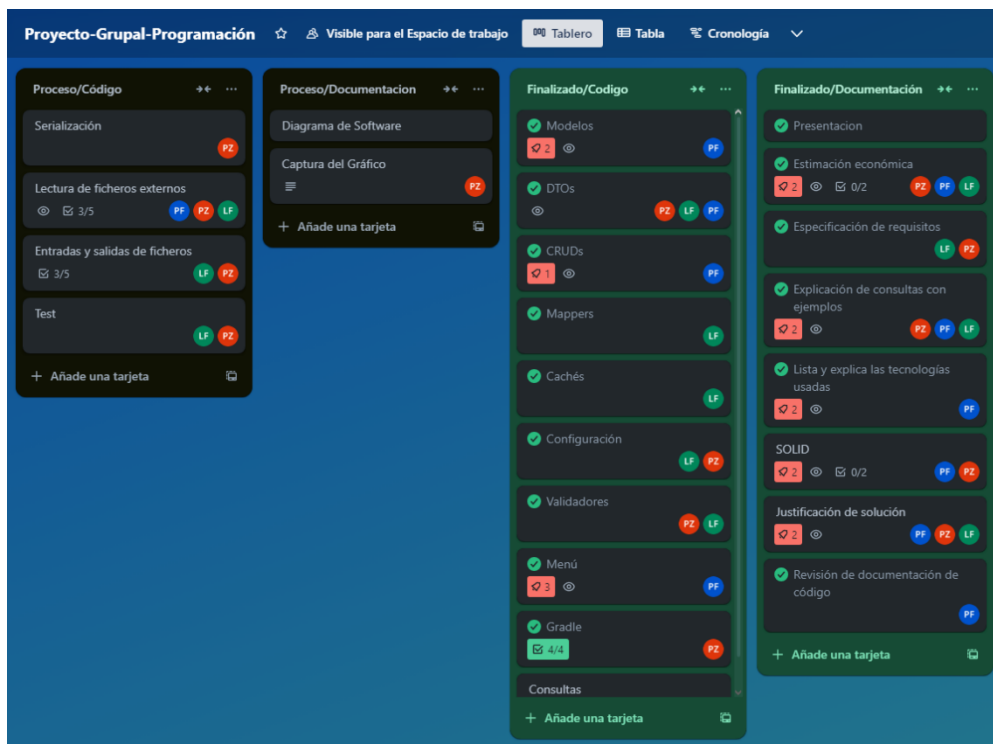 Proyecto-Grupal-Programación
Visible para el Espacio de trabajo
Tablero
Tabla
Cronología
Proceso/Código
Serialización
PZ
Lectura de ficheros externos
3/5
PF PZ LF
Entradas y salidas de ficheros
3/5
LF PZ
Test
LF PZ
+ Añade una tarjeta
Proceso/Documentacion
Diagrama de Software
Captura del Gráfico
PZ
+ Añade una tarjeta
Finalizado/Codigo
Modelos
2
PF
DTOs
PZ LF PF
CRUDs
1
PF
Mappers
LF
Cachés
LF
Configuración
LF PZ
Validadores
PZ LF
Menú
3
PF
Gradle
4/4
PZ
Consultas
+ Añade una tarjeta
Finalizado/Documentación
Presentacion
Estimación económica
2 0/2
PZ PF LF
Especificación de requisitos
LF PZ
Explicación de consultas con
ejemplos
2
PZ PF LF
Lista y explica las tecnologías
usadas
2
PF
SOLID
2 0/2
PF PZ
Justificación de solución
2
PF PZ LF
Revisión de documentación de
código
PF
+ Añade una tarjeta